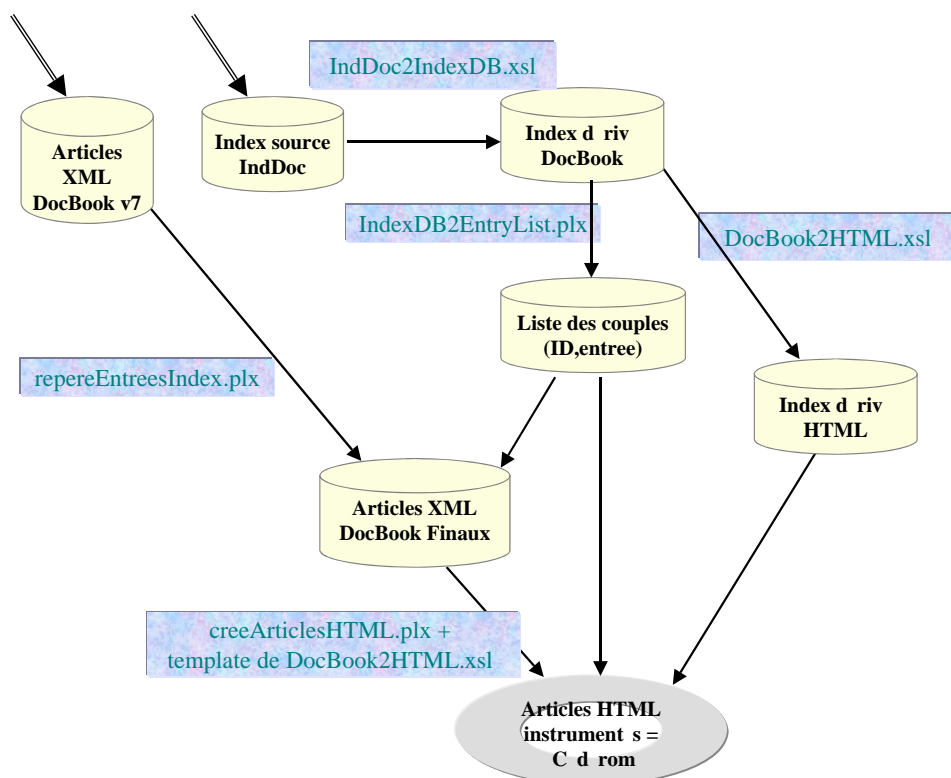 IndDoc2IndexDB.xsl
Articles
XML
DocBook v7
Index source
IndDoc
Index d riv
DocBook
IndexDB2EntryList.plx
DocBook2HTML.xsl
Liste des couples
(ID,entree)
repereEntreesIndex.plx
Index d riv
HTML
Articles XML
DocBook Finaux
creeArticlesHTML.plx +
template de DocBook2HTML.xsl
Articles HTML
instrument s =
C d rom